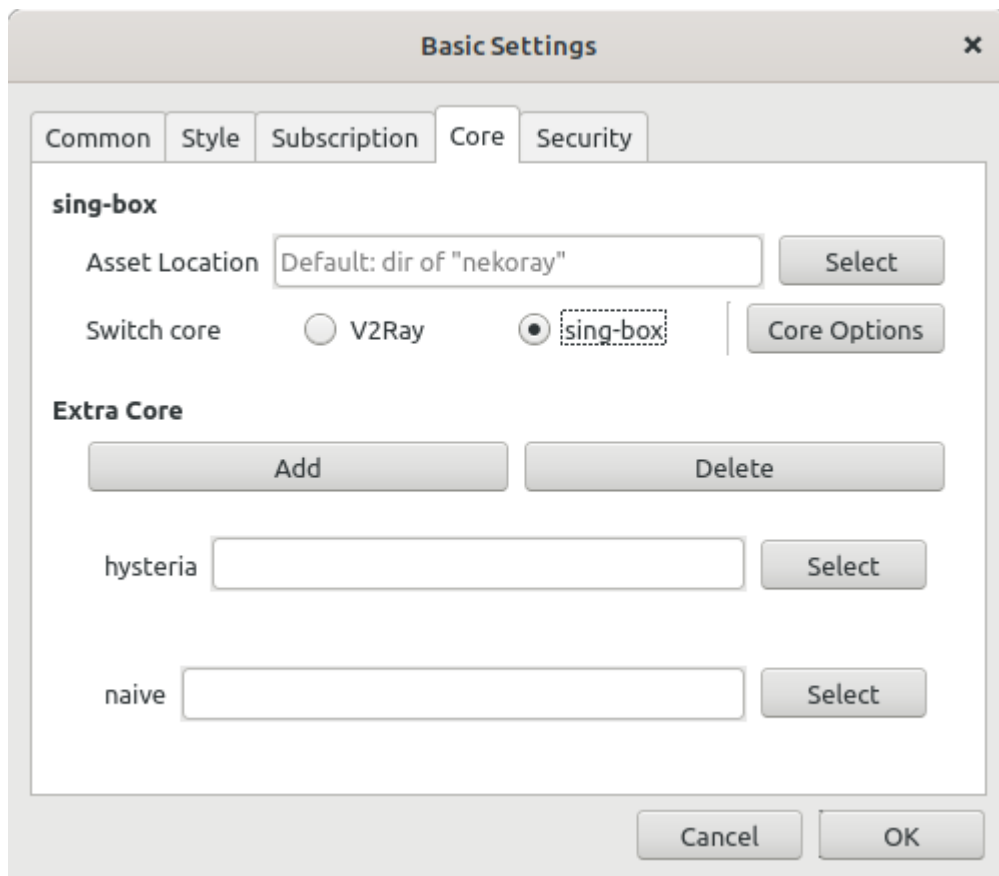 Basic Settings
Common Style Subscription Core Security
sing-box
Asset Location Default: dir of "nekoray" Select
Switch core V2Ray sing-box Core Options
Extra Core
Add Delete
hysteria Select
naive Select
Cancel OK